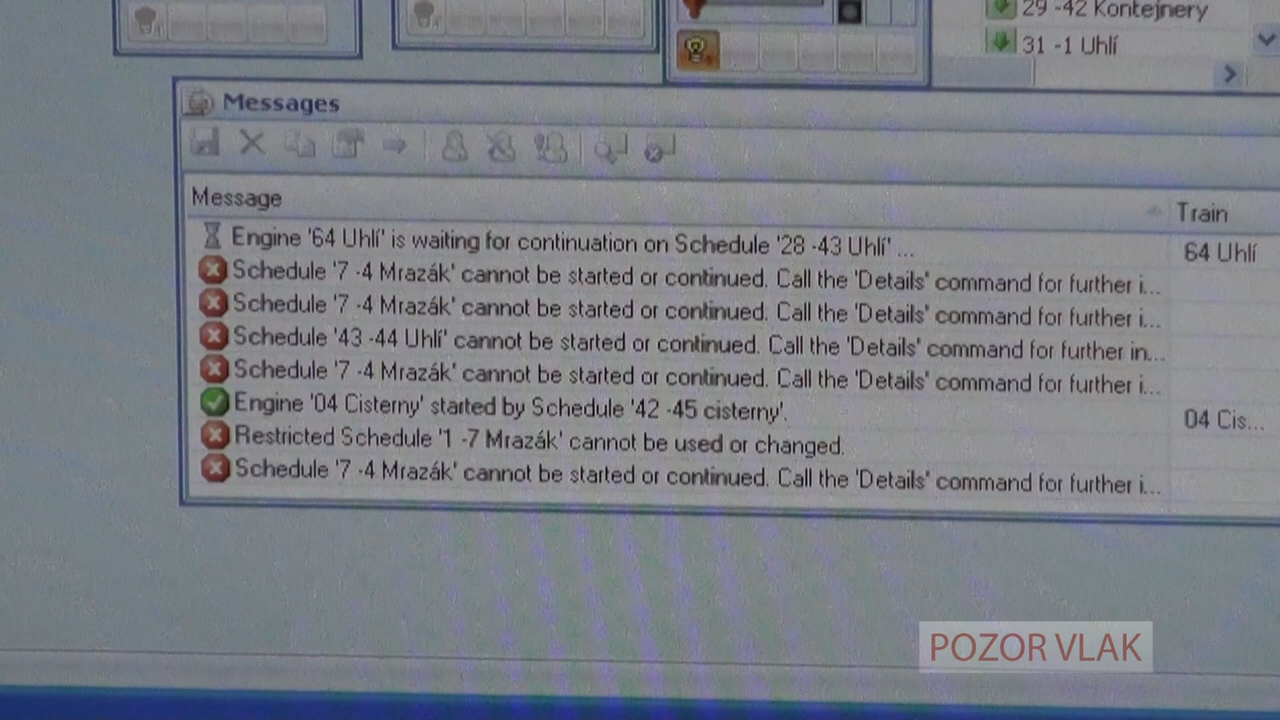 29 -42 Kontejnery
31 -1 Uhlí
Messages
Message
Train
Engine '64 Uhlí' is waiting for continuation on Schedule '28 -43 Uhlí' ...
64 Uhlí
Schedule '7 -4 Mrazák' cannot be started or continued. Call the 'Details' command for further i...
Schedule '7 -4 Mrazák' cannot be started or continued. Call the 'Details' command for further i...
Schedule '43 -44 Uhlí' cannot be started or continued. Call the 'Details' command for further in...
Schedule '7 -4 Mrazák' cannot be started or continued. Call the 'Details' command for further i...
Engine '04 Cisterny' started by Schedule '42 -45 cisterny'.
04 Cis...
Restricted Schedule '1 -7 Mrazák' cannot be used or changed.
Schedule '7 -4 Mrazák' cannot be started or continued. Call the 'Details' command for further i...
POZOR VLAK